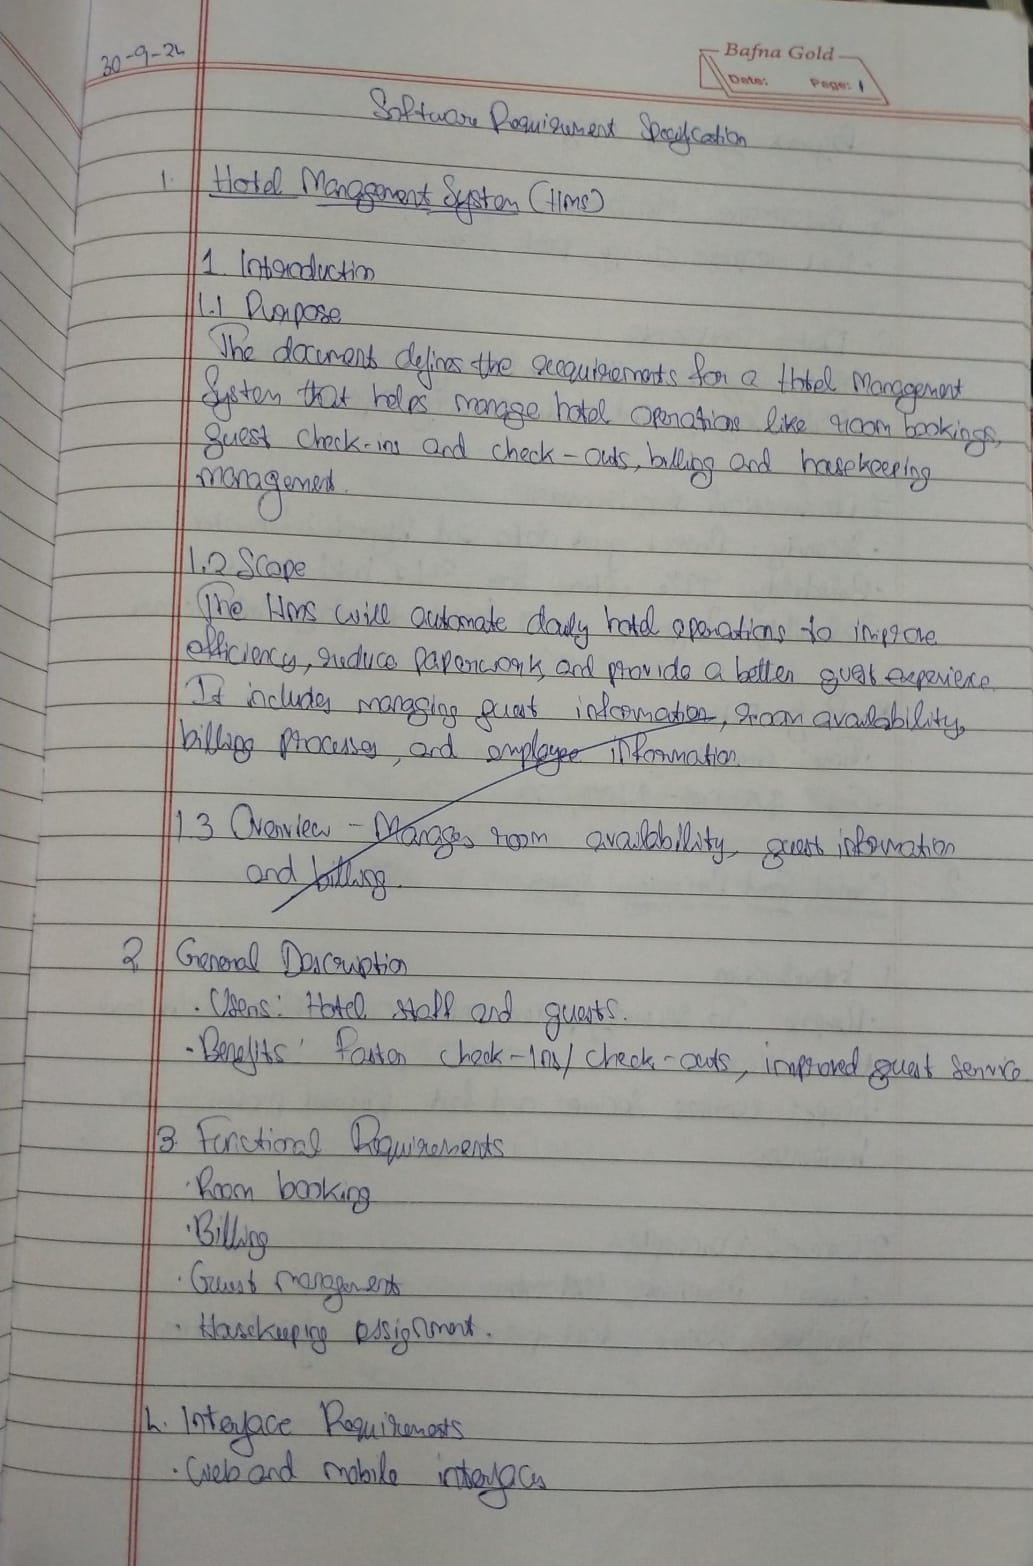 30-9-24
Bafna Gold
Date: Page: 1
Software Requirement Specification
1. Hotel Management System (HMS)
1. Introduction
1.1 Purpose
The document defines the requirements for a Hotel Management
System that helps manage hotel operations like room bookings,
guest check-ins and check-outs, billing and housekeeping
management.
1.2 Scope
The HMS will automate daily hotel operations to improve
efficiency, reduce paperwork, and provide a better guest experience.
It includes managing guest information, room availability,
billing processes, and employee information.
1.3 Overview - Manages room availability, guest information
and billing.
2 General Description
· Users: Hotel staff and guests.
· Benefits: Faster check-ins/check-outs, improved guest service
3. Functional Requirements
· Room booking
· Billing
· Guest managements
· Housekeeping assignment.
4. Interface Requirements
· Web and mobile interfaces